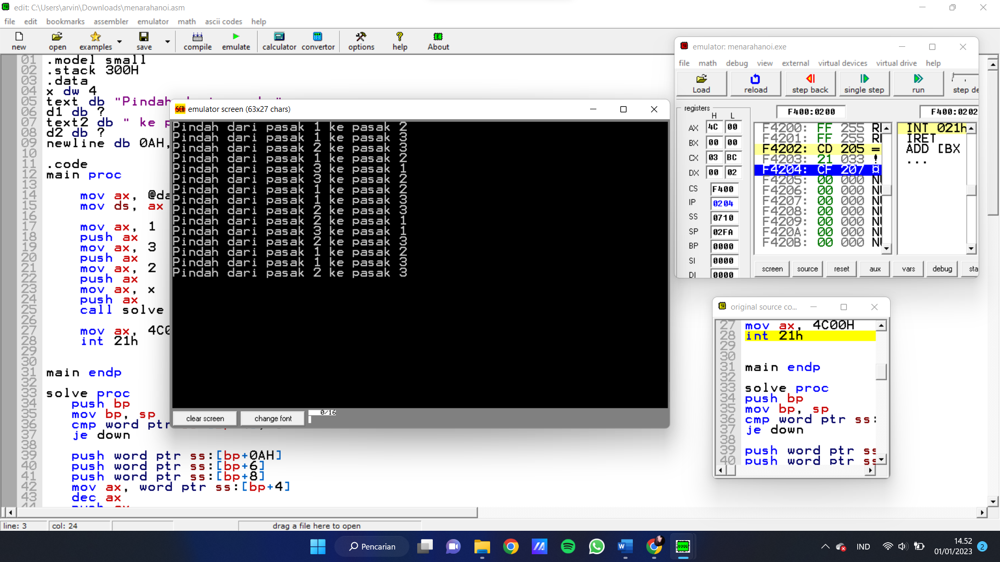 edit: C:\Users\arvin\Downloads\menarahanoi.asm
file edit bookmarks assembler emulator math ascii codes help
new open examples save compile emulate calculator convertor options help About
01 .model small
02 .stack 300H
03 .data
04 x dw 4
05 text db "Pindah
06 d1 db ?
07 text2 db " ke p
08 d2 db ?
09 newline db 0AH,
10
11 .code
12 main proc
13
14 mov ax, @da
15 mov ds, ax
16
17 mov ax, 1
18 push ax
19 mov ax, 3
20 push ax
21 mov ax, 2
22 push ax
23 mov ax, x
24 push ax
25 call solve
26
27 mov ax, 4C0
28 int 21h
29
30
31 main endp
32
33 solve proc
34 push bp
35 mov bp, sp
36 cmp word ptr
37 je down
38
39 push word ptr ss:[bp+0AH]
40 push word ptr ss:[bp+6]
41 push word ptr ss:[bp+8]
42 mov ax, word ptr ss:[bp+4]
43 dec ax
44 push ax
line: 3 col: 24 drag a file here to open
emulator screen (63x27 chars)
Pindah dari pasak 1 ke pasak 2
Pindah dari pasak 1 ke pasak 3
Pindah dari pasak 2 ke pasak 3
Pindah dari pasak 1 ke pasak 2
Pindah dari pasak 3 ke pasak 1
Pindah dari pasak 3 ke pasak 2
Pindah dari pasak 1 ke pasak 2
Pindah dari pasak 1 ke pasak 3
Pindah dari pasak 2 ke pasak 3
Pindah dari pasak 2 ke pasak 1
Pindah dari pasak 3 ke pasak 1
Pindah dari pasak 2 ke pasak 3
Pindah dari pasak 1 ke pasak 2
Pindah dari pasak 1 ke pasak 3
Pindah dari pasak 2 ke pasak 3
clear screen change font 0/16
emulator: menarahanoi.exe
file math debug view external virtual devices virtual drive help
Load reload step back single step run step de
registers F400:0200 F400:0202
H L
AX 4C 00
BX 00 00
CX 03 BC
DX 00 02
CS F400
IP 0204
SS 0710
SP 02FA
BP 0000
SI 0000
DI 0000
F4200: FF 255 R
F4201: FF 255 R
F4202: CD 205 =
F4203: 21 033 !
F4204: CF 207 ¤
F4205: 00 000 N
F4206: 00 000 N
F4207: 00 000 N
F4208: 00 000 N
F4209: 00 000 N
F420A: 00 000 N
F420B: 00 000 N
INT 021h
IRET
ADD [BX
...
screen source reset aux vars debug sta
original source co...
27 mov ax, 4C00H
28 int 21h
29
30
31 main endp
32
33 solve proc
34 push bp
35 mov bp, sp
36 cmp word ptr ss:
37 je down
38
39 push word ptr ss
40 push word ptr ss
Pencarian
IND
14.52
01/01/2023
2